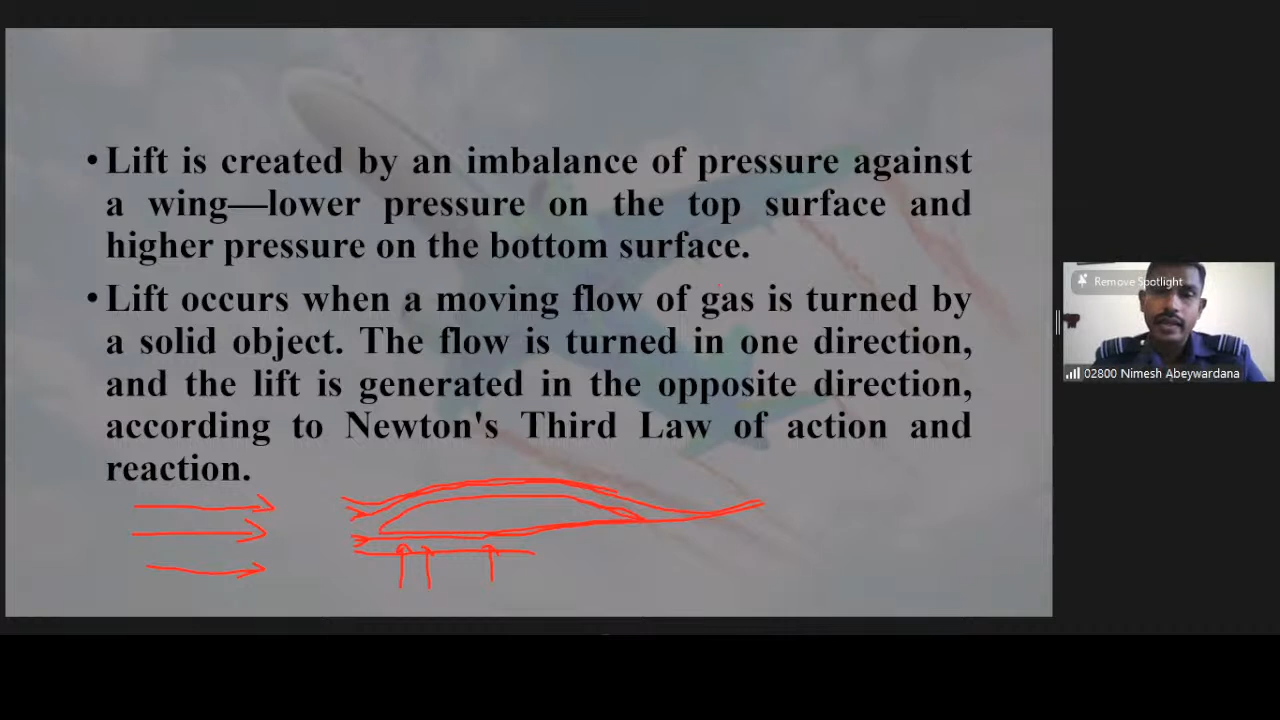 • Lift is created by an imbalance of pressure against
a wing—lower pressure on the top surface and
higher pressure on the bottom surface.
• Lift occurs when a moving flow of gas is turned by
a solid object. The flow is turned in one direction,
and the lift is generated in the opposite direction,
according to Newton's Third Law of action and
reaction.
Remove Spotlight
02800 Nimesh Abeywardana